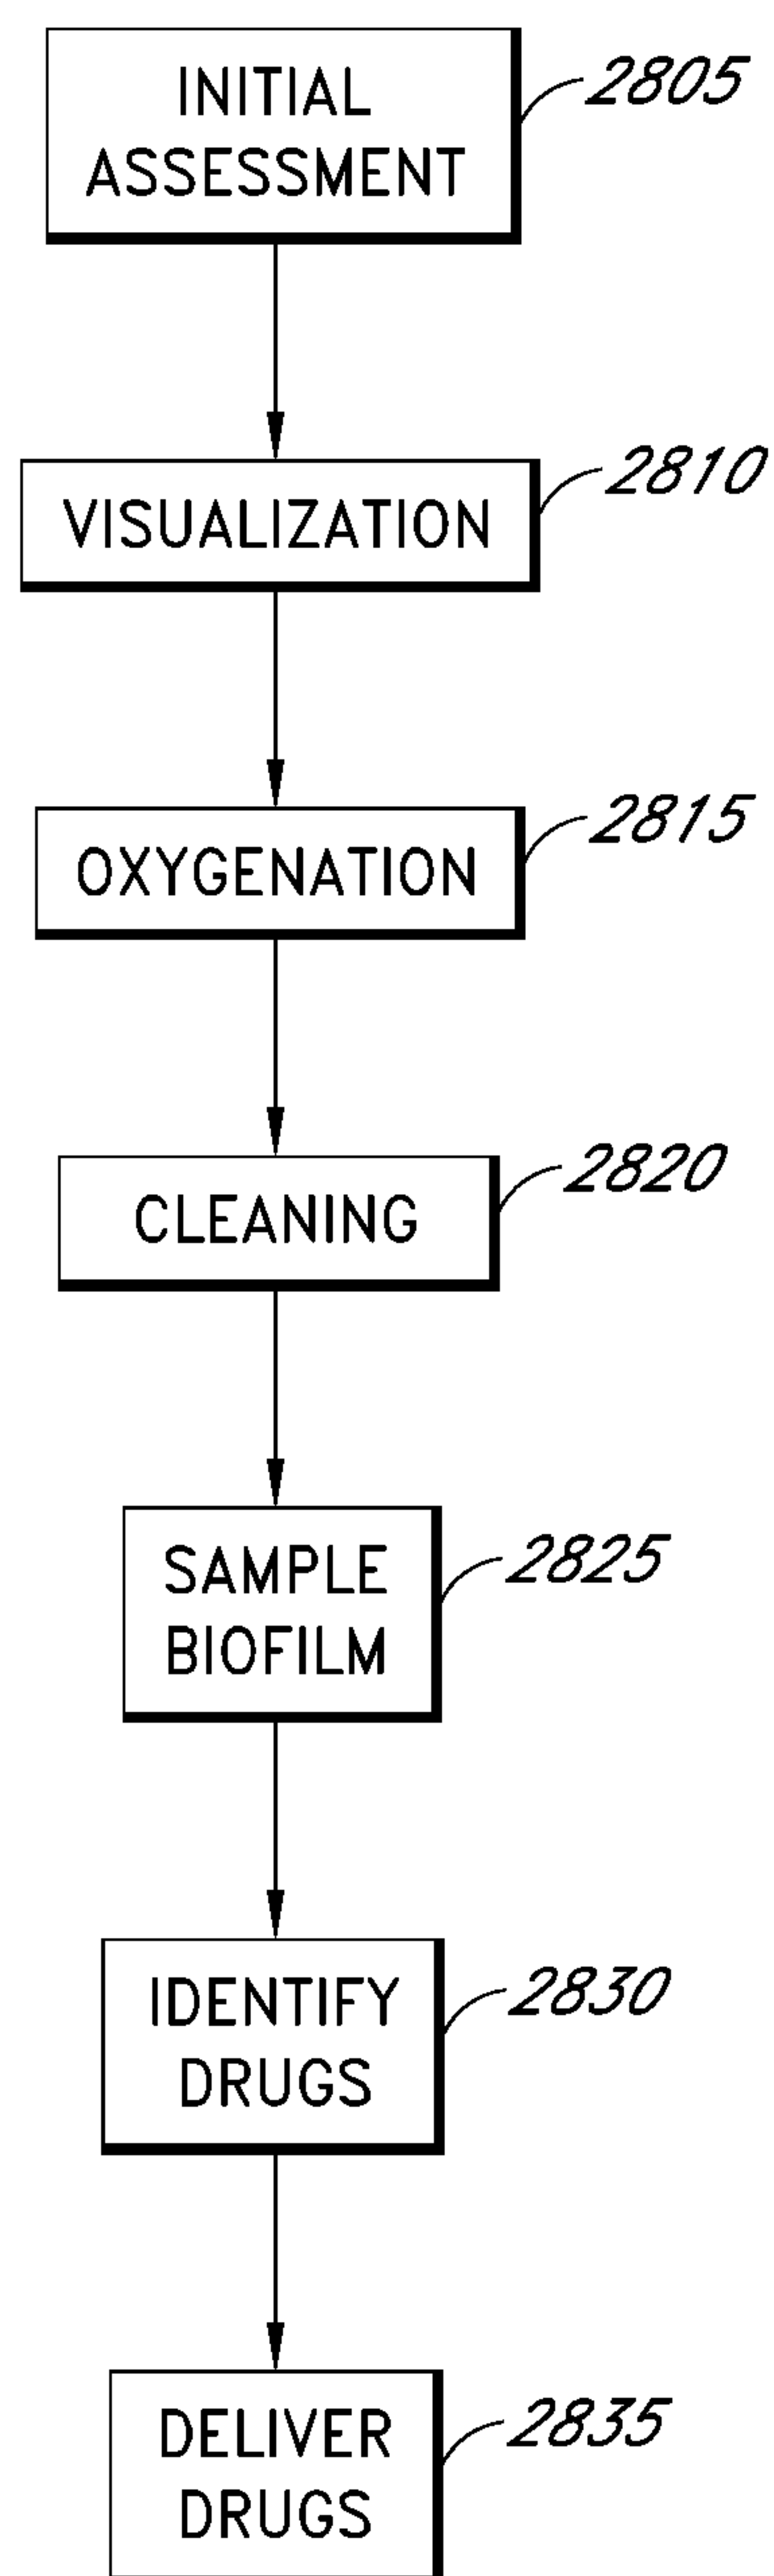 INITIAL
ASSESSMENT
2805
VISUALIZATION
2810
OXYGENATION
2815
CLEANING
2820
SAMPLE
BIOFILM
2825
IDENTIFY
DRUGS
2830
DELIVER
DRUGS
2835